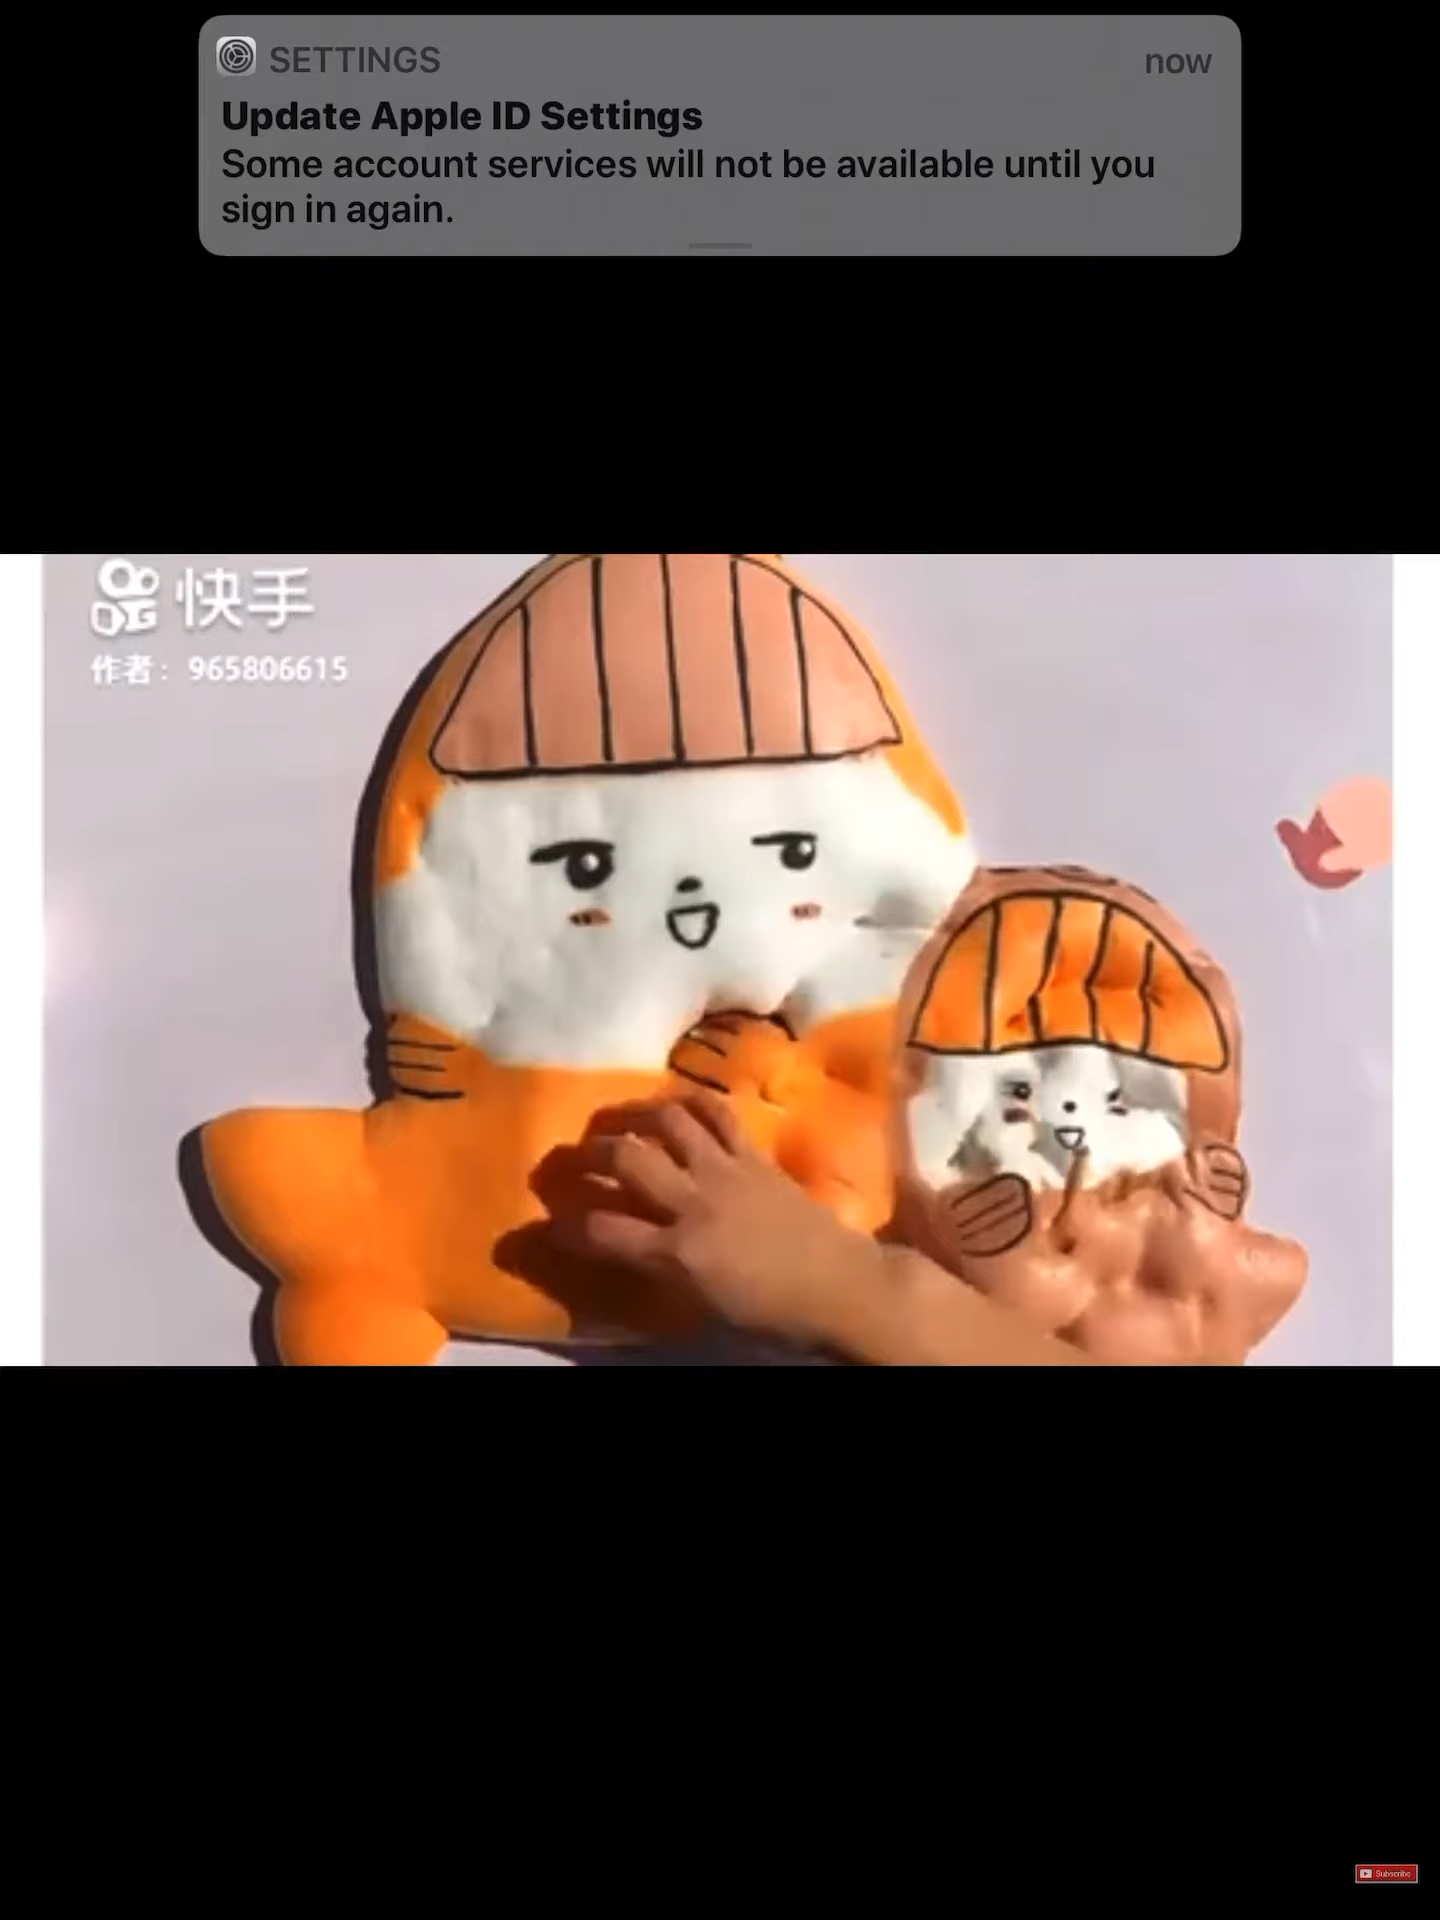 SETTINGS
now
Update Apple ID Settings
Some account services will not be available until you
sign in again.
快手
作者：965806615
Subscribe